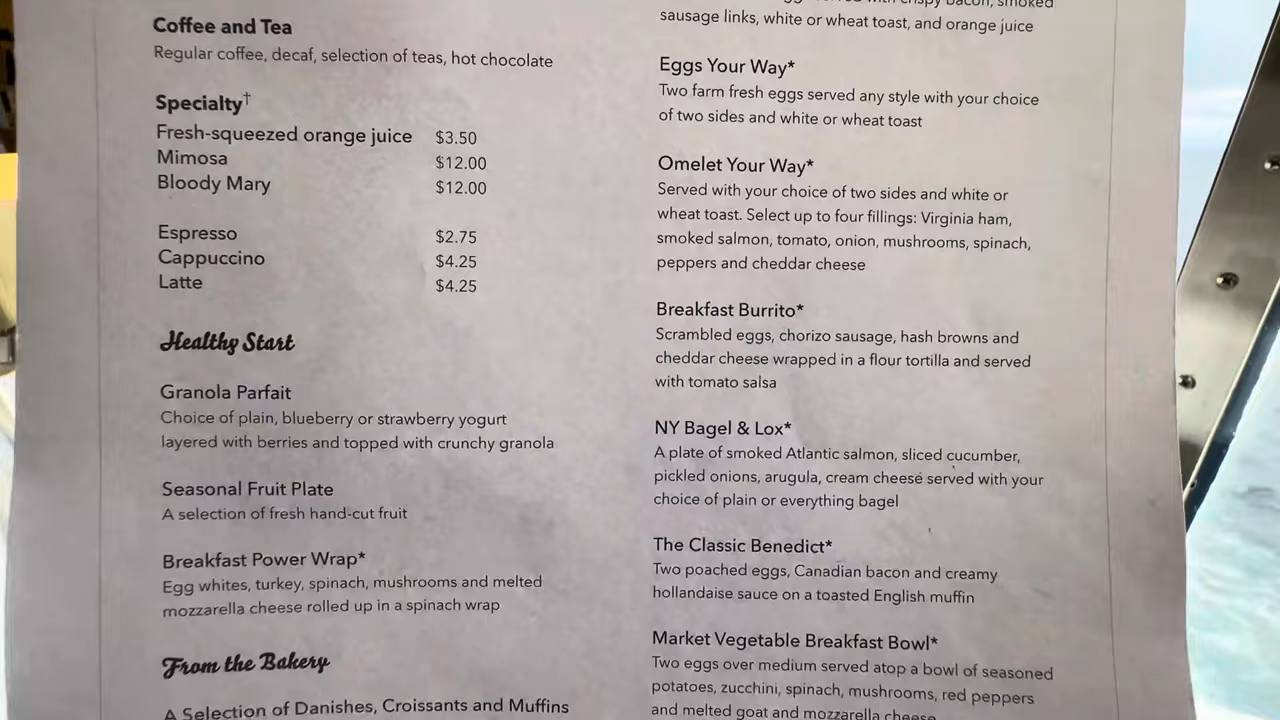 Coffee and Tea
Regular coffee, decaf, selection of teas, hot chocolate
Specialty†
Fresh-squeezed orange juice $3.50
Mimosa $12.00
Bloody Mary $12.00
Espresso $2.75
Cappuccino $4.25
Latte $4.25
Healthy Start
Granola Parfait
Choice of plain, blueberry or strawberry yogurt
layered with berries and topped with crunchy granola
Seasonal Fruit Plate
A selection of fresh hand-cut fruit
Breakfast Power Wrap*
Egg whites, turkey, spinach, mushrooms and melted
mozzarella cheese rolled up in a spinach wrap
From the Bakery
A Selection of Danishes, Croissants and Muffins
with crispy bacon, smoked
sausage links, white or wheat toast, and orange juice
Eggs Your Way*
Two farm fresh eggs served any style with your choice
of two sides and white or wheat toast
Omelet Your Way*
Served with your choice of two sides and white or
wheat toast. Select up to four fillings: Virginia ham,
smoked salmon, tomato, onion, mushrooms, spinach,
peppers and cheddar cheese
Breakfast Burrito*
Scrambled eggs, chorizo sausage, hash browns and
cheddar cheese wrapped in a flour tortilla and served
with tomato salsa
NY Bagel & Lox*
A plate of smoked Atlantic salmon, sliced cucumber,
pickled onions, arugula, cream cheese served with your
choice of plain or everything bagel
The Classic Benedict*
Two poached eggs, Canadian bacon and creamy
hollandaise sauce on a toasted English muffin
Market Vegetable Breakfast Bowl*
Two eggs over medium served atop a bowl of seasoned
potatoes, zucchini, spinach, mushrooms, red peppers
and melted goat and mozzarella cheese